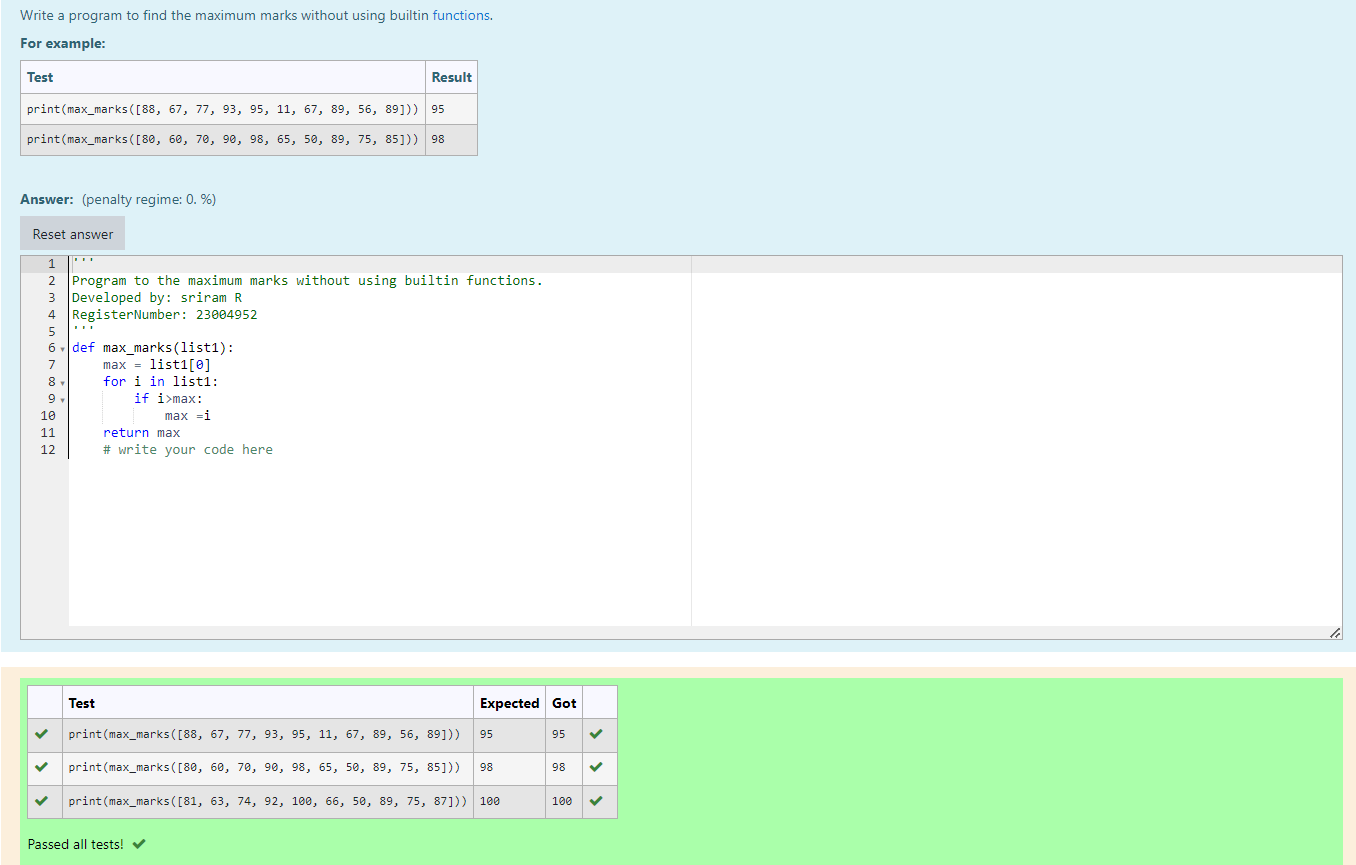 Write a program to find the maximum marks without using builtin functions.
For example:
Test Result
print(max_marks([88, 67, 77, 93, 95, 11, 67, 89, 56, 89])) 95
print(max_marks([80, 60, 70, 90, 98, 65, 50, 89, 75, 85])) 98
Answer: (penalty regime: 0. %)
Reset answer
1 '''
2 Program to the maximum marks without using builtin functions.
3 Developed by: sriram R
4 RegisterNumber: 23004952
5 '''
6 def max_marks(list1):
7     max = list1[0]
8     for i in list1:
9         if i>max:
10             max =i
11     return max
12     # write your code here
Test Expected Got
print(max_marks([88, 67, 77, 93, 95, 11, 67, 89, 56, 89])) 95 95
print(max_marks([80, 60, 70, 90, 98, 65, 50, 89, 75, 85])) 98 98
print(max_marks([81, 63, 74, 92, 100, 66, 50, 89, 75, 87])) 100 100
Passed all tests!